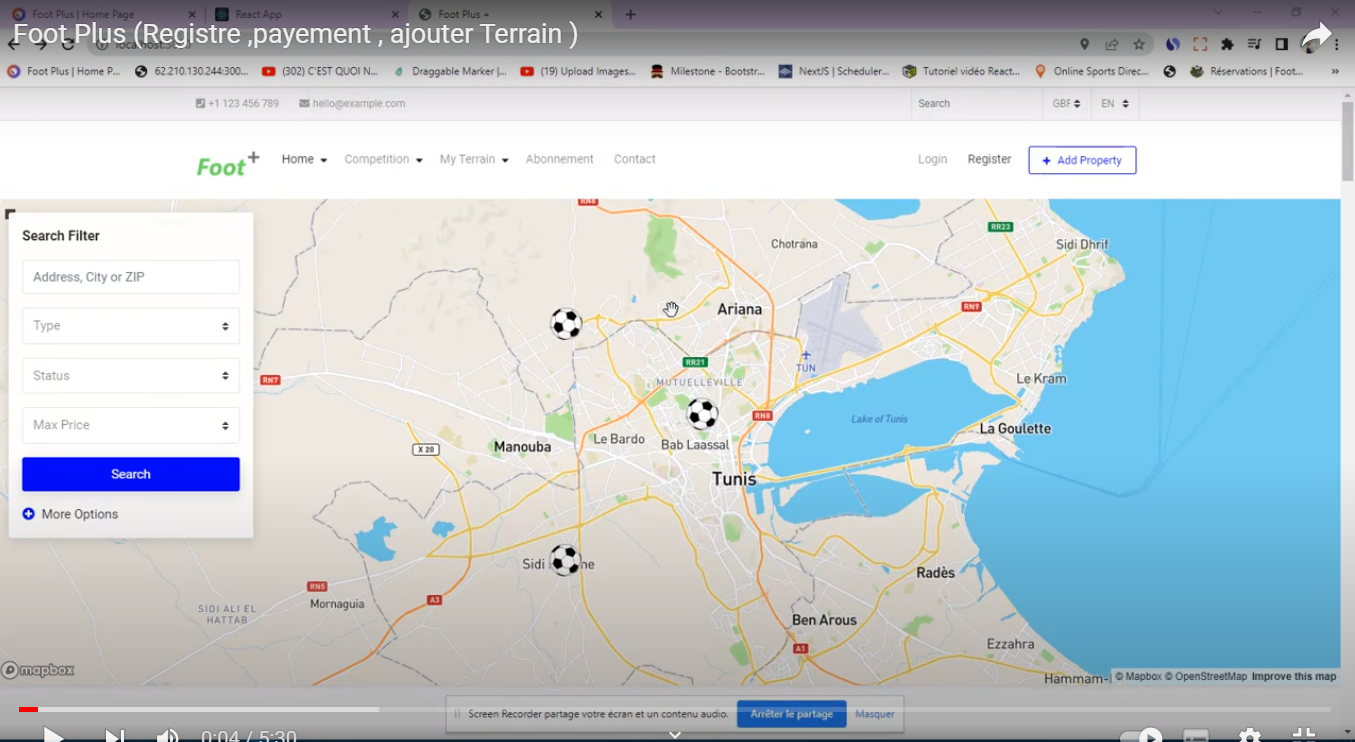 Foot Plus | Home Page
React App
Foot Plus +
Foot Plus (Registre ,payement , ajouter Terrain )
Foot Plus | Home P...
62.210.130.244:300...
(302) C'EST QUOI N...
Draggable Marker |...
(19) Upload Images...
Milestone - Bootstr...
NextJS | Scheduler...
Tutoriel vidéo React...
Online Sports Direc...
Réservations | Foot...
»
+1 123 456 789
hello@example.com
Search
GBF
EN
Foot+
Home
Competition
My Terrain
Abonnement
Contact
Login
Register
+ Add Property
Search Filter
Address, City or ZIP
Type
Status
Max Price
Search
More Options
RN8
RR23
Chotrana
Sidi Dhrif
Ariana
RN9
RR21
TUN
RN7
MUTUELLEVILLE
Le Kram
RN8
Lake of Tunis
La Goulette
Le Bardo
Bab Laassal
Manouba
X 20
Tunis
Sidi
ne
Radès
RN5
A3
Mornaguia
SIDI ALI EL
HATTAB
Ben Arous
A1
Ezzahra
mapbox
Hammam-
© Mapbox © OpenStreetMap Improve this map
Screen Recorder partage votre écran et un contenu audio.
Arrêter le partage
Masquer
0:04 / 5:30